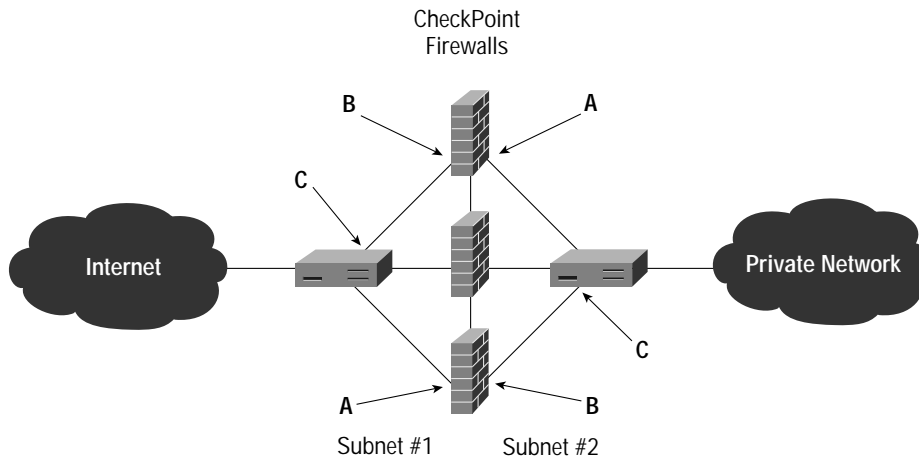 CheckPoint
Firewalls
B
A
C
Internet
Private Network
C
A
B
Subnet #1
Subnet #2